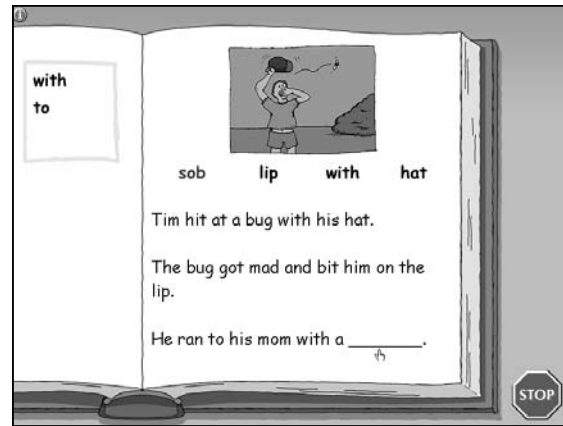 with
to
sob lip with hat
Tim hit at a bug with his hat.
The bug got mad and bit him on the
lip.
He ran to his mom with a ________.
STOP